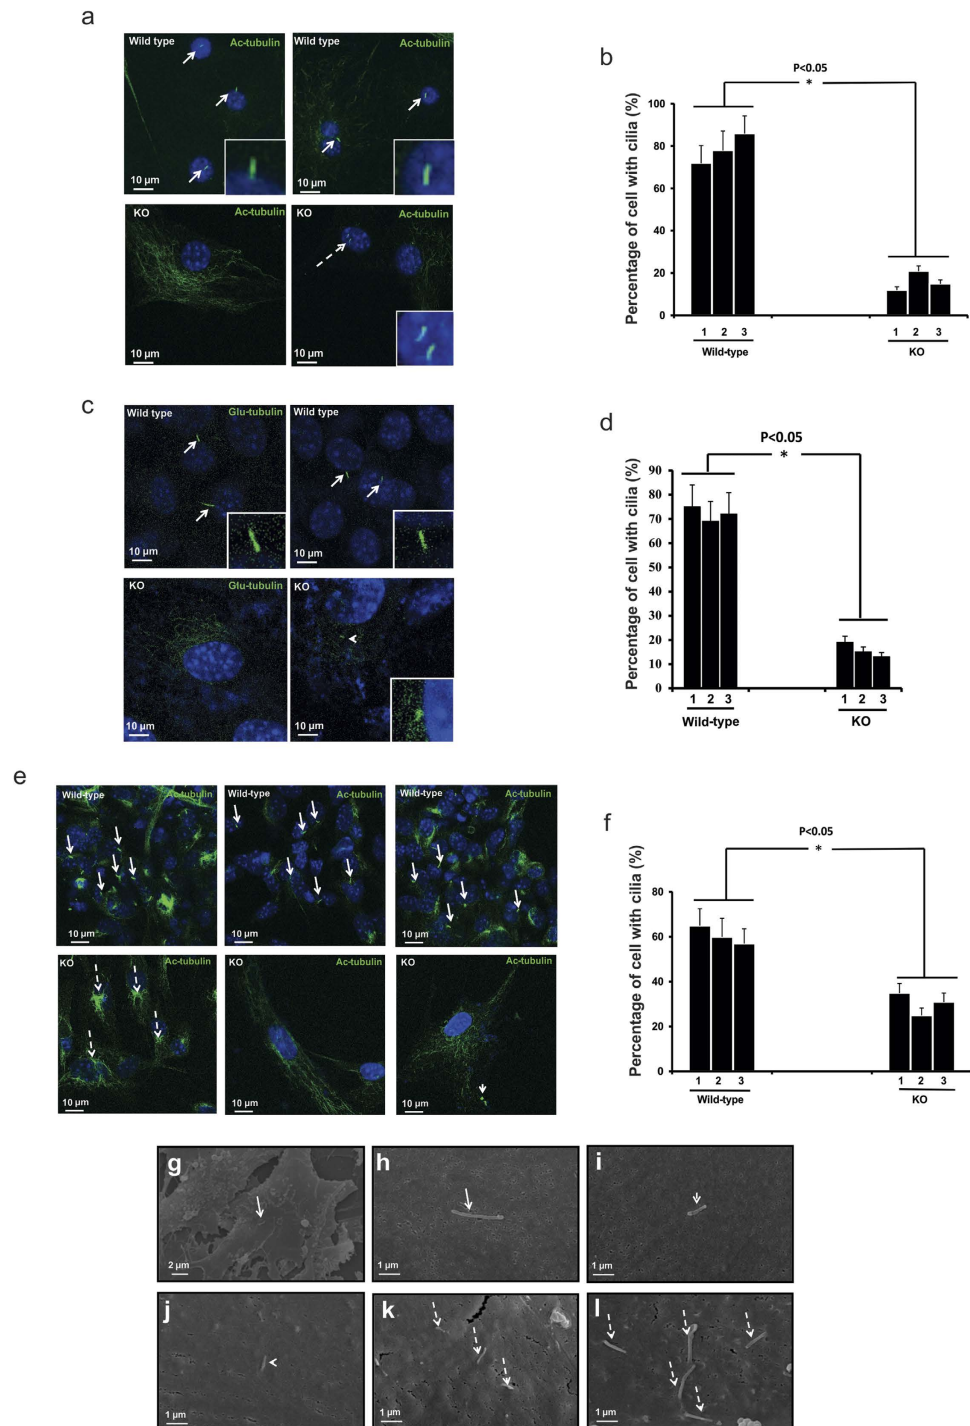 a
Wild type Ac-tubulin
10 µm
Wild type Ac-tubulin
10 µm
KO Ac-tubulin
10 µm
KO Ac-tubulin
10 µm
b
P<0.05
*
Percentage of cell with cilia (%)
100
80
60
40
20
0
1 2 3
Wild-type
1 2 3
KO
c
Wild type Glu-tubulin
10 µm
Wild type
10 µm
KO Glu-tubulin
10 µm
KO
10 µm
d
P<0.05
*
Percentage of cell with cilia (%)
90
80
70
60
50
40
30
20
10
0
1 2 3
Wild-type
1 2 3
KO
e
Wild-type Ac-tubulin
10 µm
Wild-type Ac-tubulin
10 µm
Wild-type Ac-tubulin
10 µm
KO Ac-tubulin
10 µm
KO Ac-tubulin
10 µm
KO Ac-tubulin
10 µm
f
P<0.05
*
Percentage of cell with cilia (%)
80
60
40
20
0
1 2 3
Wild-type
1 2 3
KO
g
2 µm
h
1 µm
i
1 µm
j
1 µm
k
1 µm
l
1 µm